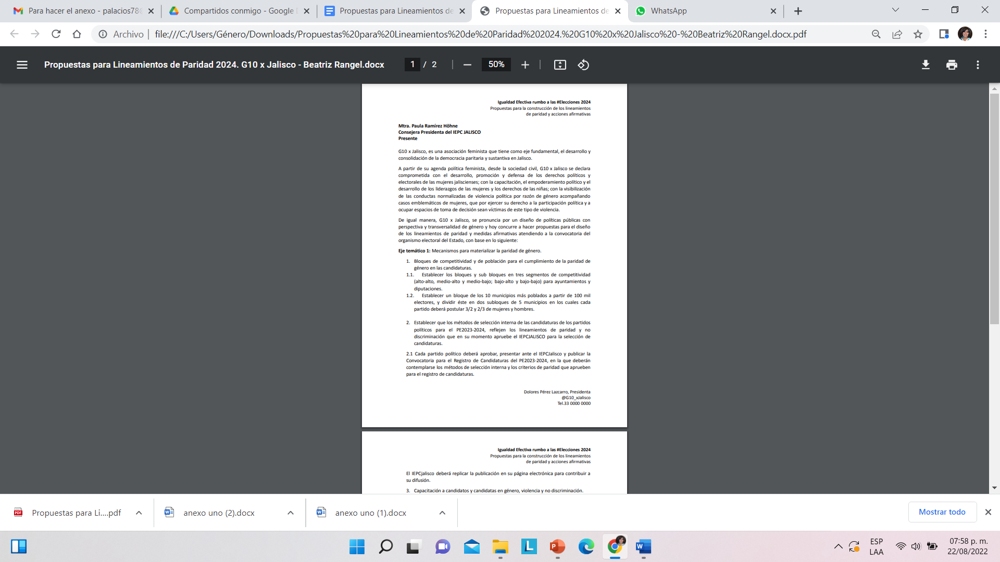 Para hacer el anexo - palacios78
Compartidos conmigo - Google
Propuestas para Lineamientos de
Propuestas para Lineamientos de
WhatsApp
Archivo
file:///C:/Users/Género/Downloads/Propuestas%20para%20Lineamientos%20de%20Paridad%202024.%20G10%20x%20Jalisco%20-%20Beatriz%20Rangel.docx.pdf
Propuestas para Lineamientos de Paridad 2024. G10 x Jalisco - Beatriz Rangel.docx
1 / 2
50%
Igualdad Efectiva rumbo a las #Elecciones 2024
Propuestas para la construcción de los lineamientos
de paridad y acciones afirmativas
Mtra. Paula Ramírez Höhne
Consejera Presidenta del IEPC JALISCO
Presente
G10 x Jalisco, es una asociación feminista que tiene como eje fundamental, el desarrollo y
consolidación de la democracia paritaria y sustantiva en Jalisco.
A partir de su agenda política feminista, desde la sociedad civil, G10 x Jalisco se declara
comprometida con el desarrollo, promoción y defensa de los derechos políticos y
electorales de las mujeres jaliscienses; con la capacitación, el empoderamiento político y el
desarrollo de los liderazgos de las mujeres y los derechos de las niñas; con la visibilización
de las conductas normalizadas de violencia política por razón de género acompañando
casos emblemáticos de mujeres, que por ejercer su derecho a la participación política y a
ocupar espacios de toma de decisión sean víctimas de este tipo de violencia.
De igual manera, G10 x Jalisco, se pronuncia por un diseño de políticas públicas con
perspectiva y transversalidad de género y hoy concurre a hacer propuestas para el diseño
de los lineamientos de paridad y medidas afirmativas atendiendo a la convocatoria del
organismo electoral del Estado, con base en lo siguiente:
Eje temático 1: Mecanismos para materializar la paridad de género.
1. Bloques de competitividad y de población para el cumplimiento de la paridad de
género en las candidaturas.
1.1. Establecer los bloques y sub bloques en tres segmentos de competitividad
(alto-alto, medio-alto y medio-bajo; bajo-alto y bajo-bajo) para ayuntamientos y
diputaciones.
1.2. Establecer un bloque de los 10 municipios más poblados a partir de 100 mil
electores, y dividir éste en dos subloques de 5 municipios en los cuales cada
partido deberá postular 3/2 y 2/3 de mujeres y hombres.
2. Establecer que los métodos de selección interna de las candidaturas de los partidos
políticos para el PE2023-2024, reflejen los lineamientos de paridad y no
discriminación que en su momento apruebe el IEPCJALISCO para la selección de
candidaturas.
2.1 Cada partido político deberá aprobar, presentar ante el IEPCJalisco y publicar la
Convocatoria para el Registro de Candidaturas del PE2023-2024, en la que deberán
contemplarse los métodos de selección interna y los criterios de paridad que aprueben
para el registro de candidaturas.
Dolores Pérez Lazcarro, Presidenta
@G10_xJalisco
Tel.33 0000 0000
Igualdad Efectiva rumbo a las #Elecciones 2024
Propuestas para la construcción de los lineamientos
de paridad y acciones afirmativas
El IEPCjalisco deberá replicar la publicación en su página electrónica para contribuir a
su difusión.
3. Capacitación a candidatos y candidatas en género, violencia y no discriminación.
Propuestas para Li....pdf
anexo uno (2).docx
anexo uno (1).docx
Mostrar todo
ESP
LAA
07:58 p. m.
22/08/2022